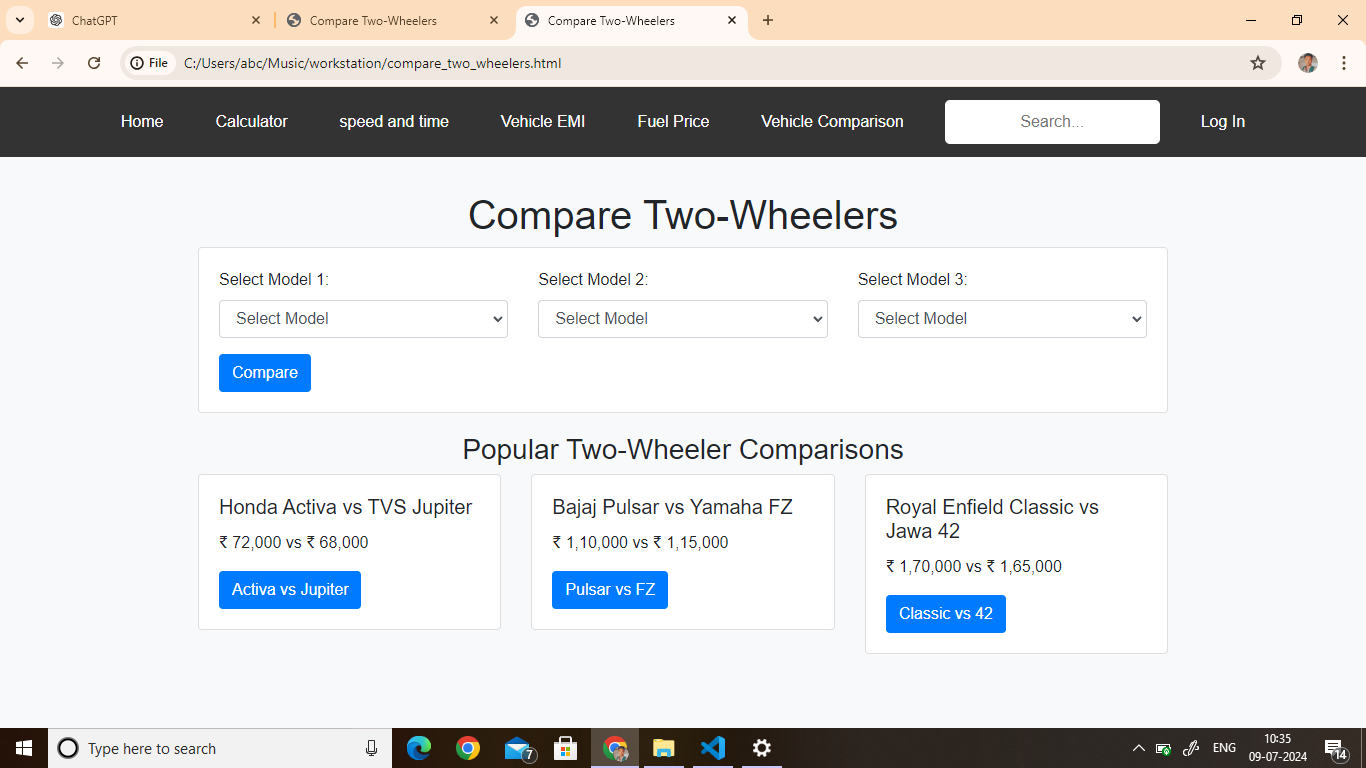 ChatGPT
Compare Two-Wheelers
Compare Two-Wheelers
File
C:/Users/abc/Music/workstation/compare_two_wheelers.html
Home
Calculator
speed and time
Vehicle EMI
Fuel Price
Vehicle Comparison
Search...
Log In
Compare Two-Wheelers
Select Model 1:
Select Model 2:
Select Model 3:
Select Model
Select Model
Select Model
Compare
Popular Two-Wheeler Comparisons
Honda Activa vs TVS Jupiter
₹ 72,000 vs ₹ 68,000
Activa vs Jupiter
Bajaj Pulsar vs Yamaha FZ
₹ 1,10,000 vs ₹ 1,15,000
Pulsar vs FZ
Royal Enfield Classic vs
Jawa 42
₹ 1,70,000 vs ₹ 1,65,000
Classic vs 42
Type here to search
7
ENG
10:35
09-07-2024
14